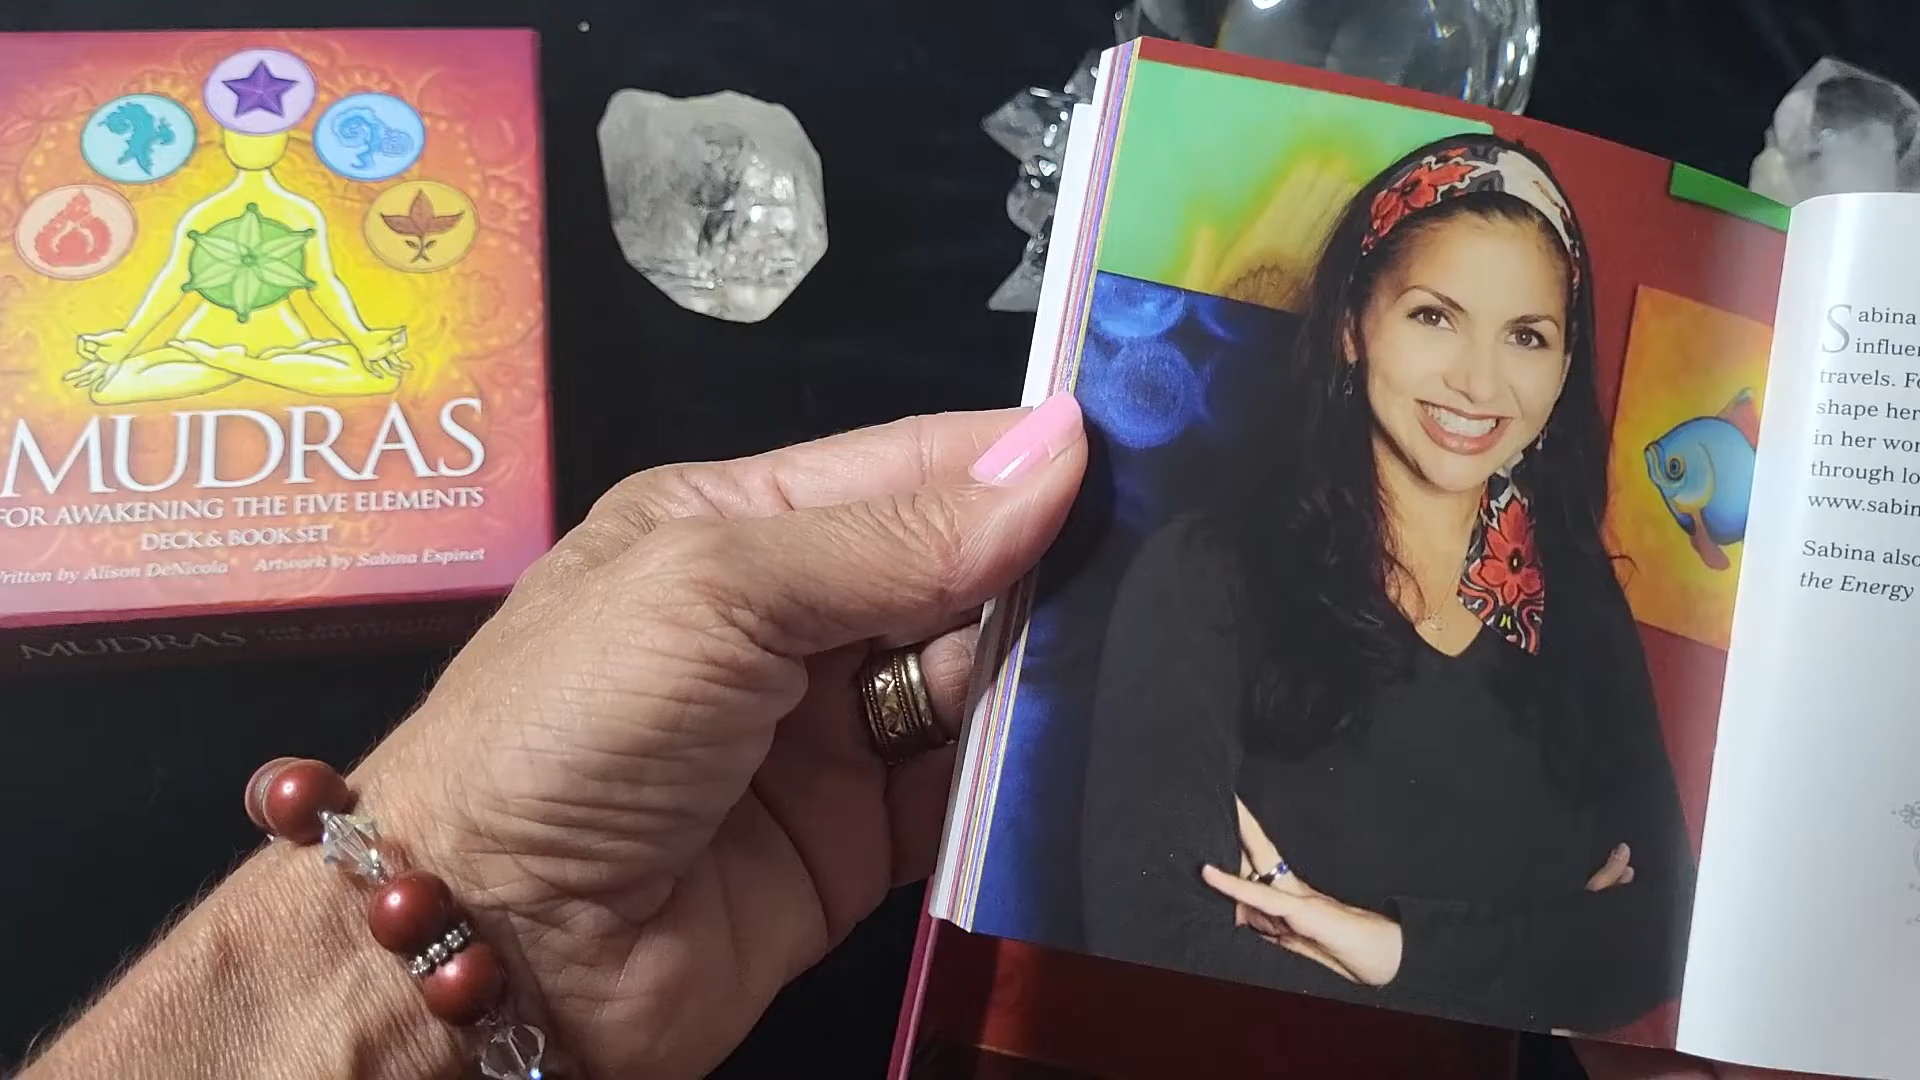 MUDRAS
FOR AWAKENING THE FIVE ELEMENTS
DECK & BOOK SET
Written by Alison DeNicola Artwork by Sabina Espinet
MUDRAS
Sabina
influen
travels. Fo
shape her
in her wor
through lo
www.sabin
Sabina also
the Energy